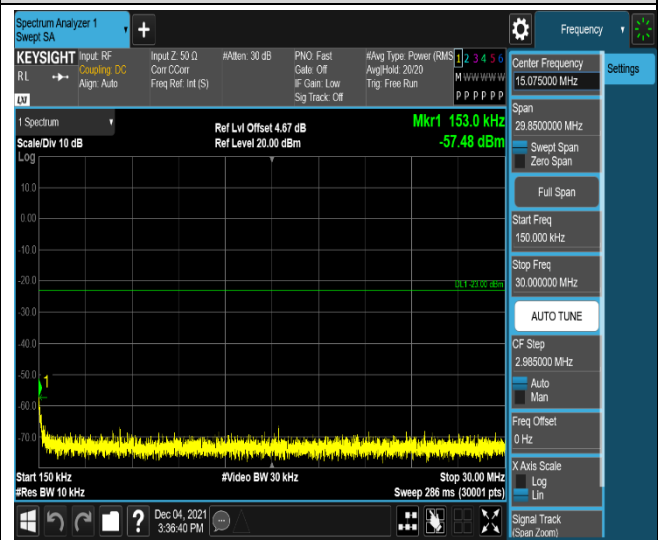 Spectrum Analyzer 1
Swept SA
Frequency
KEYSIGHT
RL
LXI
Input: RF
Coupling: DC
Align: Auto
Input Z: 50 Ω
Corr CCorr
Freq Ref: Int (S)
#Atten: 30 dB
PNO: Fast
Gate: Off
IF Gain: Low
Sig Track: Off
#Avg Type: Power (RMS
Avg|Hold: 20/20
Trig: Free Run
1 2 3 4 5 6
M W W W W W
P P P P P P
1 Spectrum
Scale/Div 10 dB
Log
Ref Lvl Offset 4.67 dB
Ref Level 20.00 dBm
Mkr1 153.0 kHz
-57.48 dBm
10.0
0.00
-10.0
-20.0
DL1 -23.00 dBm
-30.0
-40.0
-50.0
1
-60.0
-70.0
Start 150 kHz
#Res BW 10 kHz
#Video BW 30 kHz
Stop 30.00 MHz
Sweep 286 ms (30001 pts)
Dec 04, 2021
3:36:40 PM
Center Frequency
15.075000 MHz
Settings
Span
29.8500000 MHz
Swept Span
Zero Span
Full Span
Start Freq
150.000 kHz
Stop Freq
30.000000 MHz
AUTO TUNE
CF Step
2.985000 MHz
Auto
Man
Freq Offset
0 Hz
X Axis Scale
Log
Lin
Signal Track
(Span Zoom)